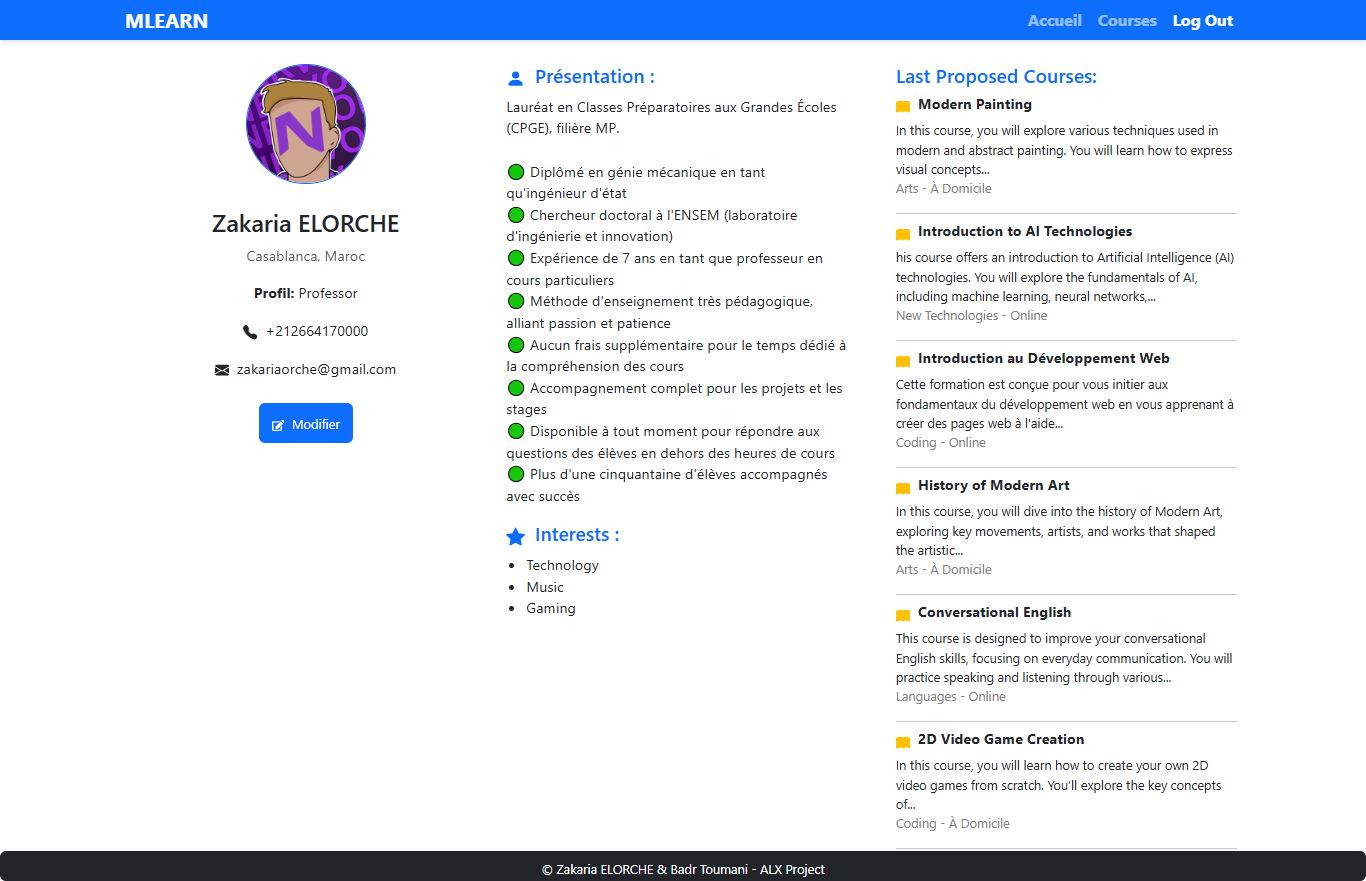 MLEARN
Accueil Courses Log Out
Zakaria ELORCHE
Casablanca, Maroc
Profil: Professor
+212664170000
zakariaorche@gmail.com
Modifier
Présentation :
Lauréat en Classes Préparatoires aux Grandes Écoles
(CPGE), filière MP.
Diplômé en génie mécanique en tant
qu'ingénieur d'état
Chercheur doctoral à l'ENSEM (laboratoire
d'ingénierie et innovation)
Expérience de 7 ans en tant que professeur en
cours particuliers
Méthode d'enseignement très pédagogique,
alliant passion et patience
Aucun frais supplémentaire pour le temps dédié à
la compréhension des cours
Accompagnement complet pour les projets et les
stages
Disponible à tout moment pour répondre aux
questions des élèves en dehors des heures de cours
Plus d'une cinquantaine d'élèves accompagnés
avec succès
Interests :
• Technology
• Music
• Gaming
Last Proposed Courses:
Modern Painting
In this course, you will explore various techniques used in
modern and abstract painting. You will learn how to express
visual concepts...
Arts - À Domicile
Introduction to AI Technologies
his course offers an introduction to Artificial Intelligence (AI)
technologies. You will explore the fundamentals of AI,
including machine learning, neural networks,...
New Technologies - Online
Introduction au Développement Web
Cette formation est conçue pour vous initier aux
fondamentaux du développement web en vous apprenant à
créer des pages web à l'aide...
Coding - Online
History of Modern Art
In this course, you will dive into the history of Modern Art,
exploring key movements, artists, and works that shaped
the artistic...
Arts - À Domicile
Conversational English
This course is designed to improve your conversational
English skills, focusing on everyday communication. You will
practice speaking and listening through various...
Languages - Online
2D Video Game Creation
In this course, you will learn how to create your own 2D
video games from scratch. You’ll explore the key concepts
of...
Coding - À Domicile
© Zakaria ELORCHE & Badr Toumani - ALX Project